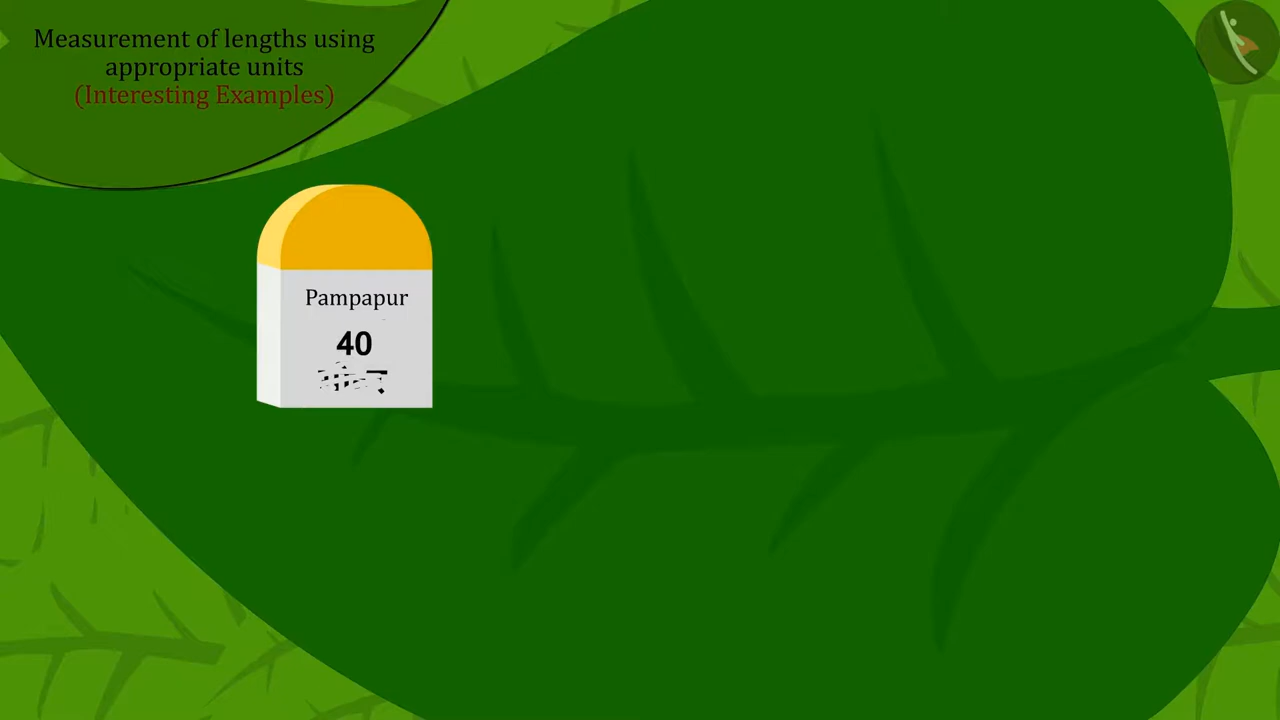 Measurement of lengths using
appropriate units
(Interesting Examples)
Pampapur
40